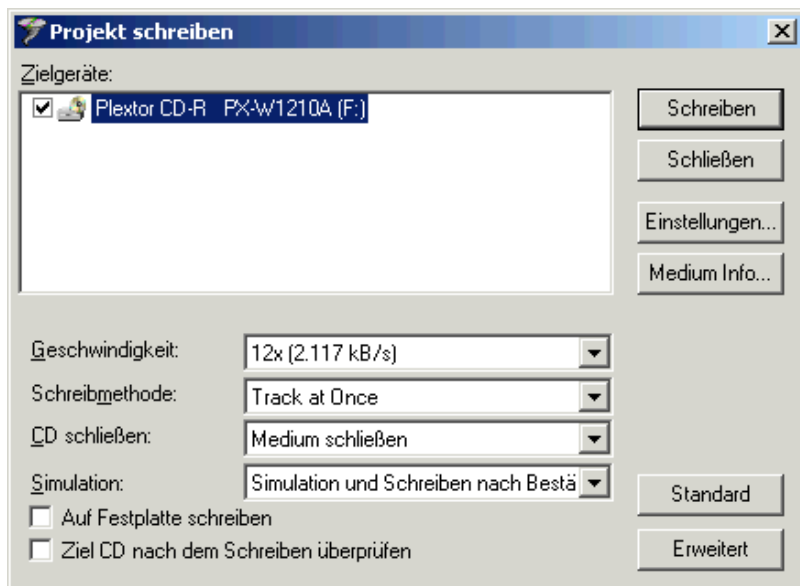 Projekt schreiben
Zielgeräte:
Plextor CD-R PX-W1210A (F:)
Schreiben
Schließen
Einstellungen...
Medium Info...
Geschwindigkeit:
12x (2.117 kB/s)
Schreibmethode:
Track at Once
CD schließen:
Medium schließen
Simulation:
Simulation und Schreiben nach Bestä
Auf Festplatte schreiben
Ziel CD nach dem Schreiben überprüfen
Standard
Erweitert